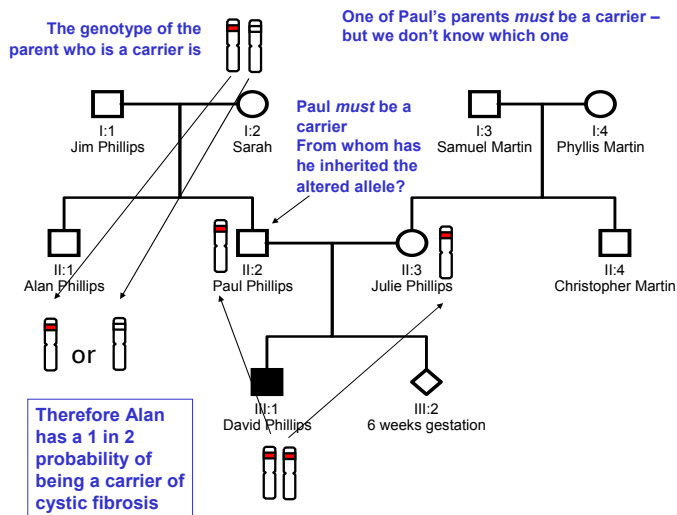 The genotype of the
parent who is a carrier is
One of Paul's parents must be a carrier –
but we don't know which one
I:1
Jim Phillips
I:2
Sarah
Paul must be a
carrier
From whom has
he inherited the
altered allele?
I:3
Samuel Martin
I:4
Phyllis Martin
II:1
Alan Phillips
II:2
Paul Phillips
II:3
Julie Phillips
II:4
Christopher Martin
or
Therefore Alan
has a 1 in 2
probability of
being a carrier of
cystic fibrosis
III:1
David Phillips
III:2
6 weeks gestation